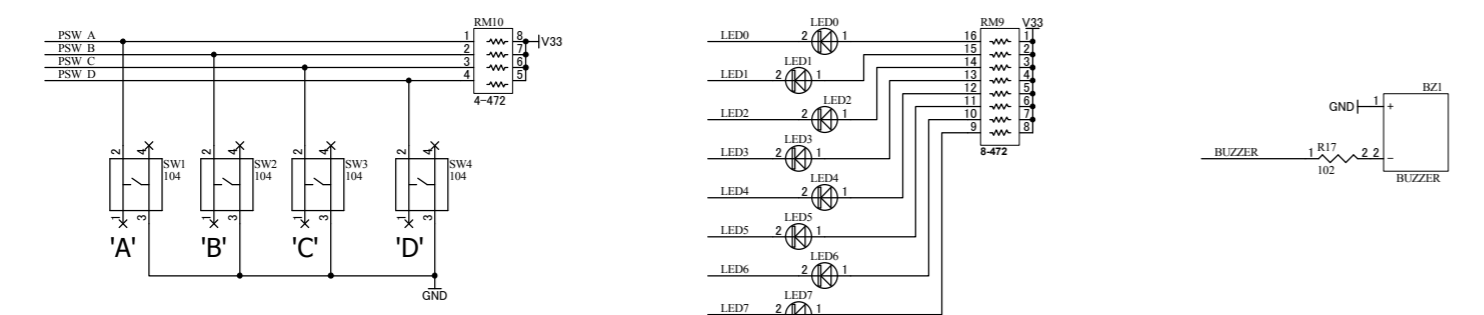 RM10
PSW A
PSW B
PSW C
PSW D
1 8
2 7
3 6
4 5
V33
4-472
2 4
SW1
104
1 3
'A'
2 4
SW2
104
1 3
'B'
2 4
SW3
104
1 3
'C'
2 4
SW4
104
1 3
'D'
GND
RM9
V33
LED0 2 LED0 1
LED1 2 LED1 1
LED2 2 LED2 1
LED3 2 LED3 1
LED4 2 LED4 1
LED5 2 LED5 1
LED6 2 LED6 1
LED7 2 LED7 1
16 1
15 2
14 3
13 4
12 5
11 6
10 7
9 8
8-472
BZ1
GND 1 +
BUZZER 1 R17 2 2 -
102
BUZZER